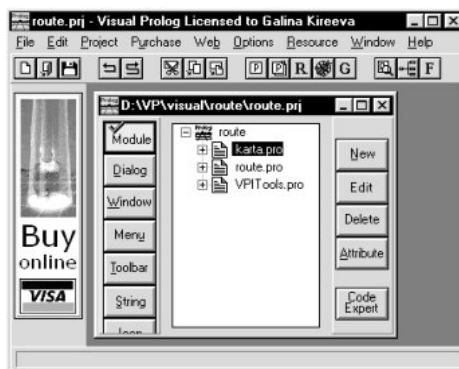 route.prj - Visual Prolog Licensed to Galina Kireeva
File Edit Project Purchase Web Options Resource Window Help
P P R G F
D:\VP\visual\route\route.prj
Module
Dialog
Window
Menu
Toolbar
String
Icon
route
karta.pro
route.pro
VPITools.pro
New
Edit
Delete
Attribute
Code
Expert
Buy
online
VISA